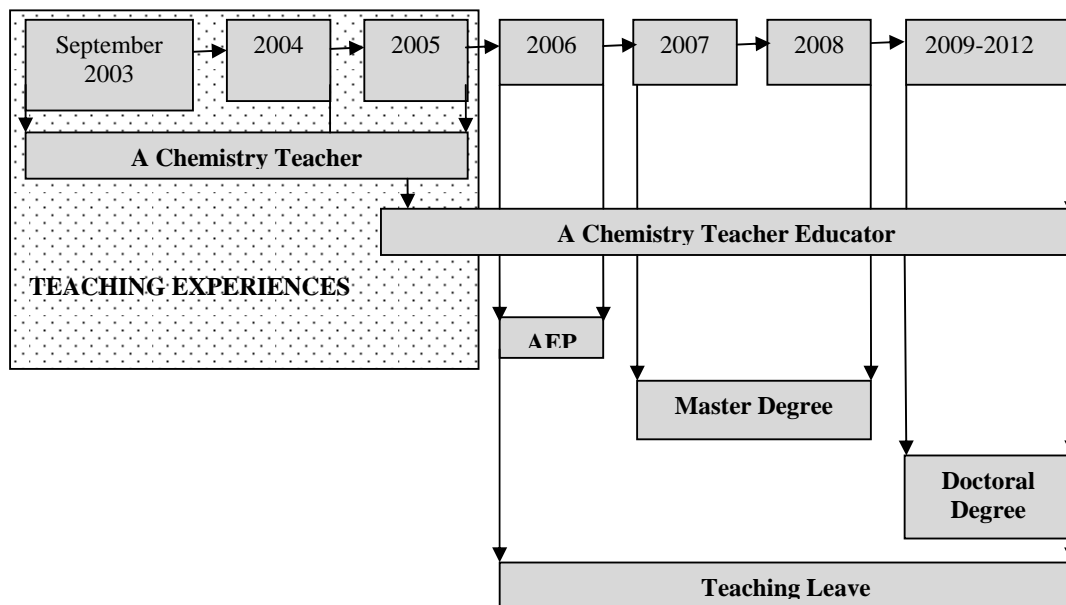 September
2003
2004
2005
2006
2007
2008
2009-2012
A Chemistry Teacher
A Chemistry Teacher Educator
TEACHING EXPERIENCES
Master Degree
Doctoral
Degree
Teaching Leave